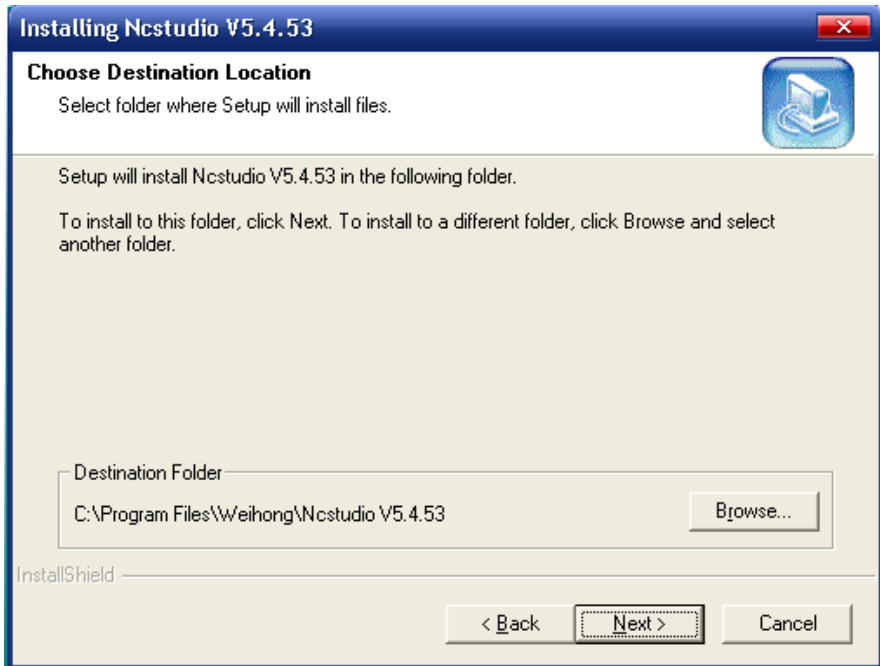 Installing Ncstudio V5.4.53
Choose Destination Location
Select folder where Setup will install files.
Setup will install Ncstudio V5.4.53 in the following folder.
To install to this folder, click Next. To install to a different folder, click Browse and select
another folder.
Destination Folder
C:\Program Files\Weihong\Ncstudio V5.4.53
Browse...
InstallShield
< Back
Next >
Cancel